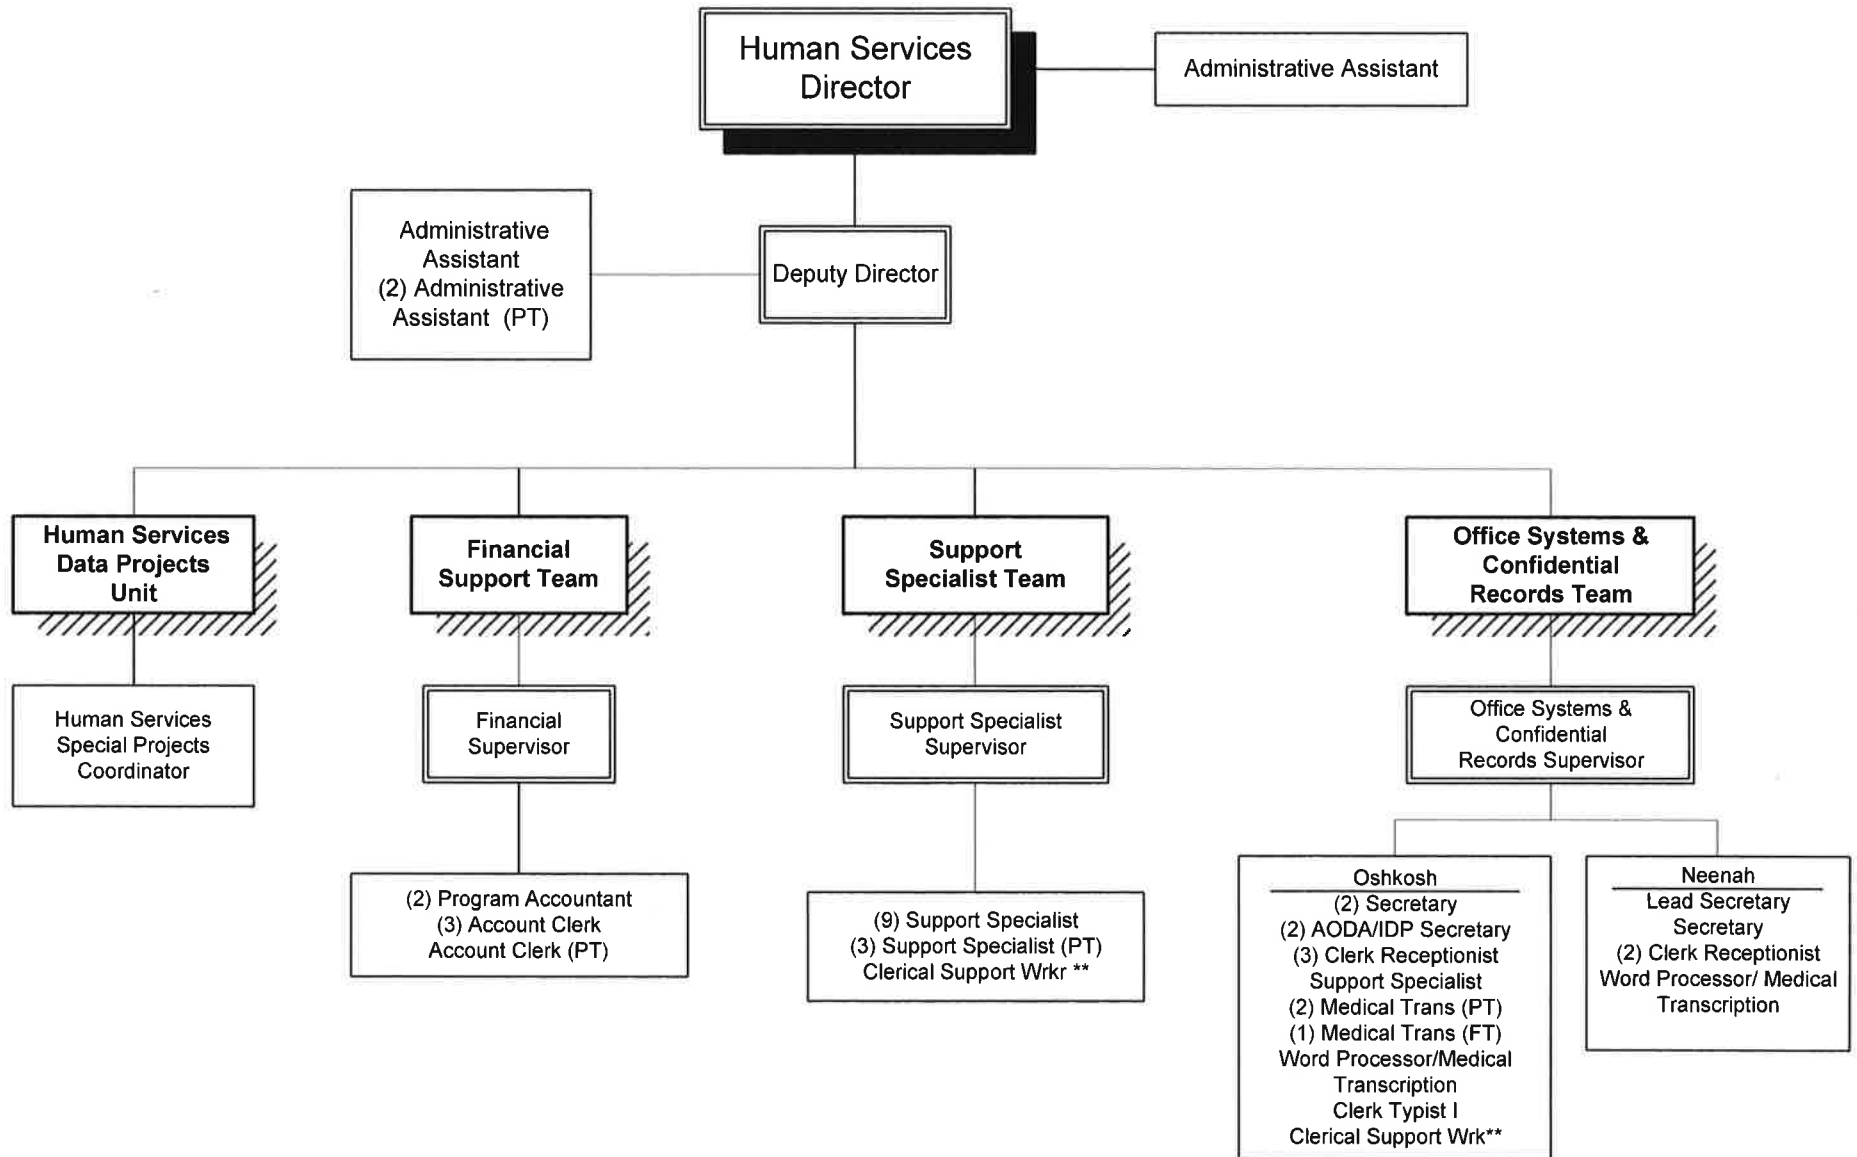 Human Services
Director
Administrative Assistant
Administrative
Assistant
(2) Administrative
Assistant (PT)
Deputy Director
Human Services
Data Projects
Unit
Financial
Support Team
Support
Specialist Team
Office Systems &
Confidential
Records Team
Human Services
Special Projects
Coordinator
Financial
Supervisor
Support Specialist
Supervisor
Office Systems &
Confidential
Records Supervisor
(2) Program Accountant
(3) Account Clerk
Account Clerk (PT)
(9) Support Specialist
(3) Support Specialist (PT)
Clerical Support Wrkr **
Oshkosh
(2) Secretary
(2) AODA/IDP Secretary
(3) Clerk Receptionist
Support Specialist
(2) Medical Trans (PT)
(1) Medical Trans (FT)
Word Processor/Medical
Transcription
Clerk Typist I
Clerical Support Wrk**
Neenah
Lead Secretary
Secretary
(2) Clerk Receptionist
Word Processor/ Medical
Transcription